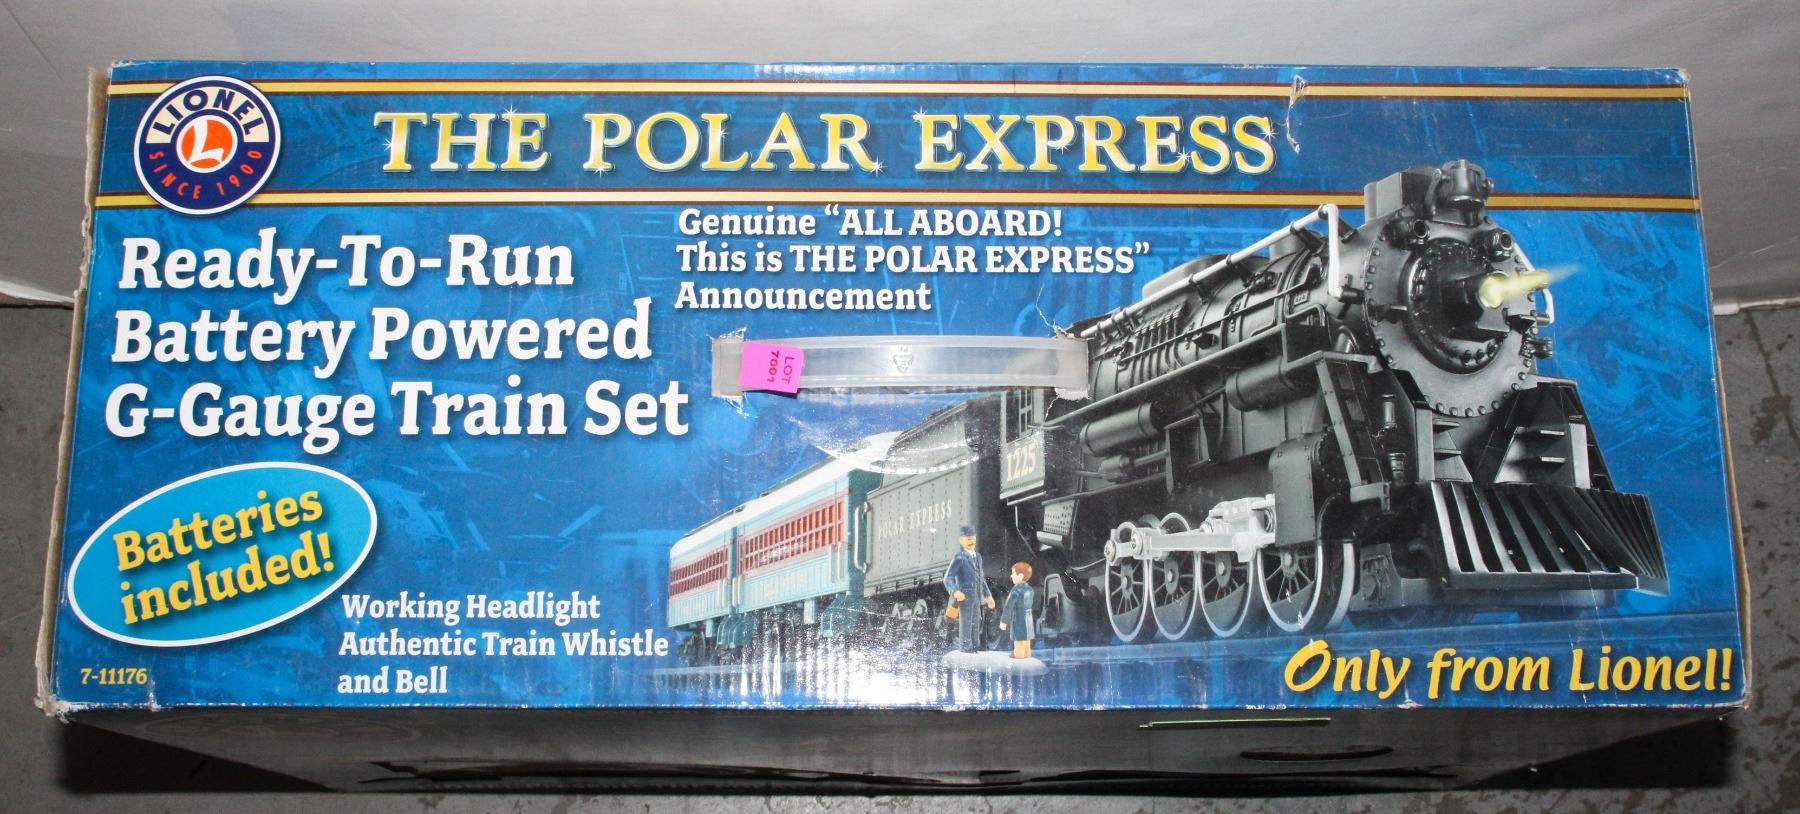 LIONEL
L
SINCE 1900
THE POLAR EXPRESS
Ready-To-Run
Battery Powered
G-Gauge Train Set
Genuine “ALL ABOARD!
This is THE POLAR EXPRESS”
Announcement
LOT
7001
1225
POLAR EXPRESS
Batteries
included!
Working Headlight
Authentic Train Whistle
and Bell
7-11176
Only from Lionel!